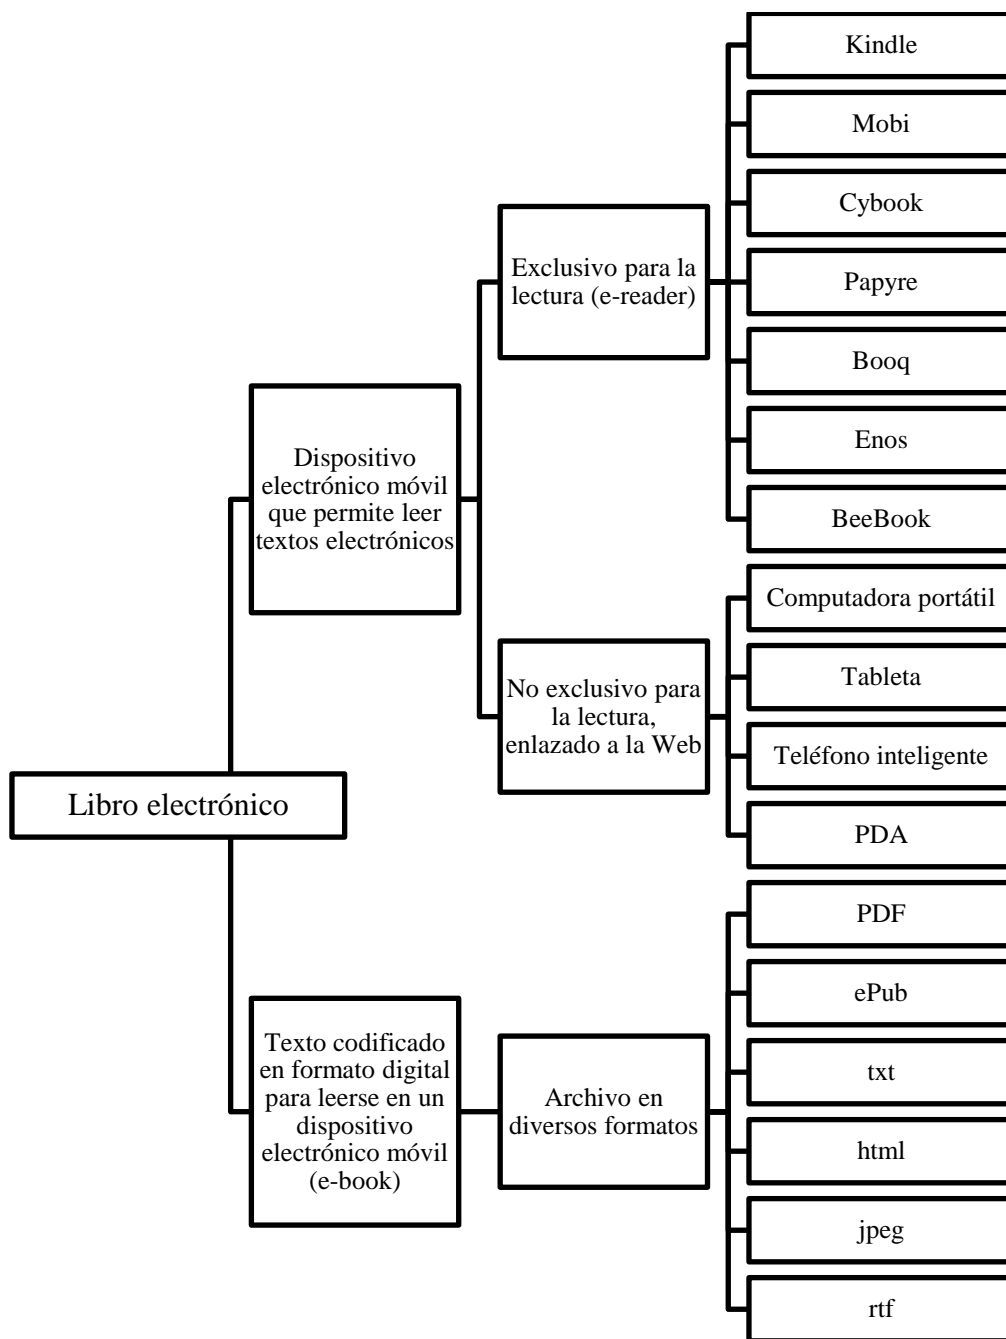 Kindle
Mobi
Cybook
Exclusivo para la
lectura (e-reader)
Papyre
Booq
Enos
BeeBook
Dispositivo
electrónico móvil
que permite leer
textos electrónicos
Computadora portátil
Tableta
No exclusivo para
la lectura,
enlazado a la Web
Teléfono inteligente
PDA
Libro electrónico
PDF
ePub
Texto codificado
en formato digital
para leerse en un
dispositivo
electrónico móvil
(e-book)
Archivo en
diversos formatos
txt
html
jpeg
rtf